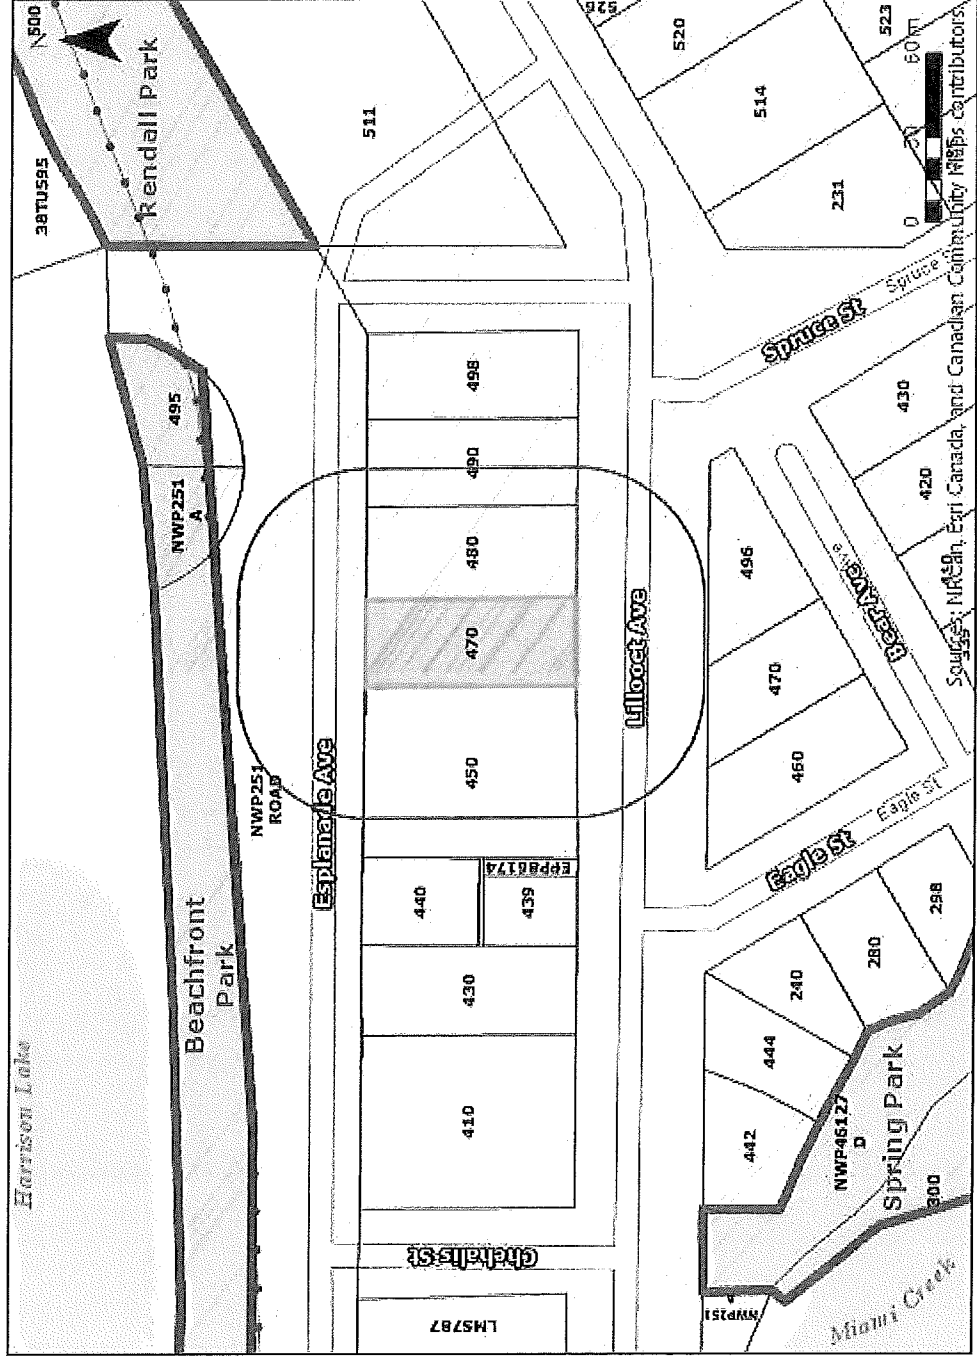 Harrison Lake
Beachfront
Park
NWP251
A
495
38TU595
500
N
Rendall Park
NWP251
ROAD
Esplanade Ave
511
LMS787
Chehalis St
410
430
440
439
EPP86174
450
470
480
490
498
Lillooet Ave
NWP251
A
442
444
240
280
298
NWP46127
D
Spring Park
300
Miami Creek
Eagle St
Eagle St
460
470
496
Bear Ave
420
430
Spruce St
Spruce
231
514
520
523
0
60m
Sources: NRCan, Esri Canada, and Canadian Community Maps contributors.